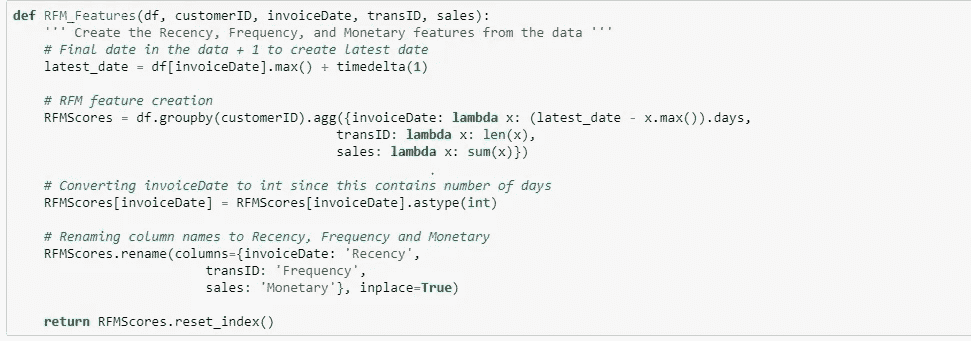 def RFM_Features(df, customerID, invoiceDate, transID, sales):
    ''' Create the Recency, Frequency, and Monetary features from the data '''
    # Final date in the data + 1 to create latest date
    latest_date = df[invoiceDate].max() + timedelta(1)

    # RFM feature creation
    RFMScores = df.groupby(customerID).agg({invoiceDate: lambda x: (latest_date - x.max()).days,
                                            transID: lambda x: len(x),
                                            sales: lambda x: sum(x)})

    # Converting invoiceDate to int since this contains number of days
    RFMScores[invoiceDate] = RFMScores[invoiceDate].astype(int)

    # Renaming column names to Recency, Frequency and Monetary
    RFMScores.rename(columns={invoiceDate: 'Recency',
                         transID: 'Frequency',
                         sales: 'Monetary'}, inplace=True)

    return RFMScores.reset_index()